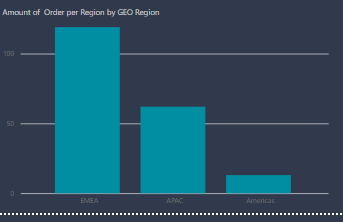 Amount of Order per Region by GEO Region
100
50
0
EMEA
APAC
Americas